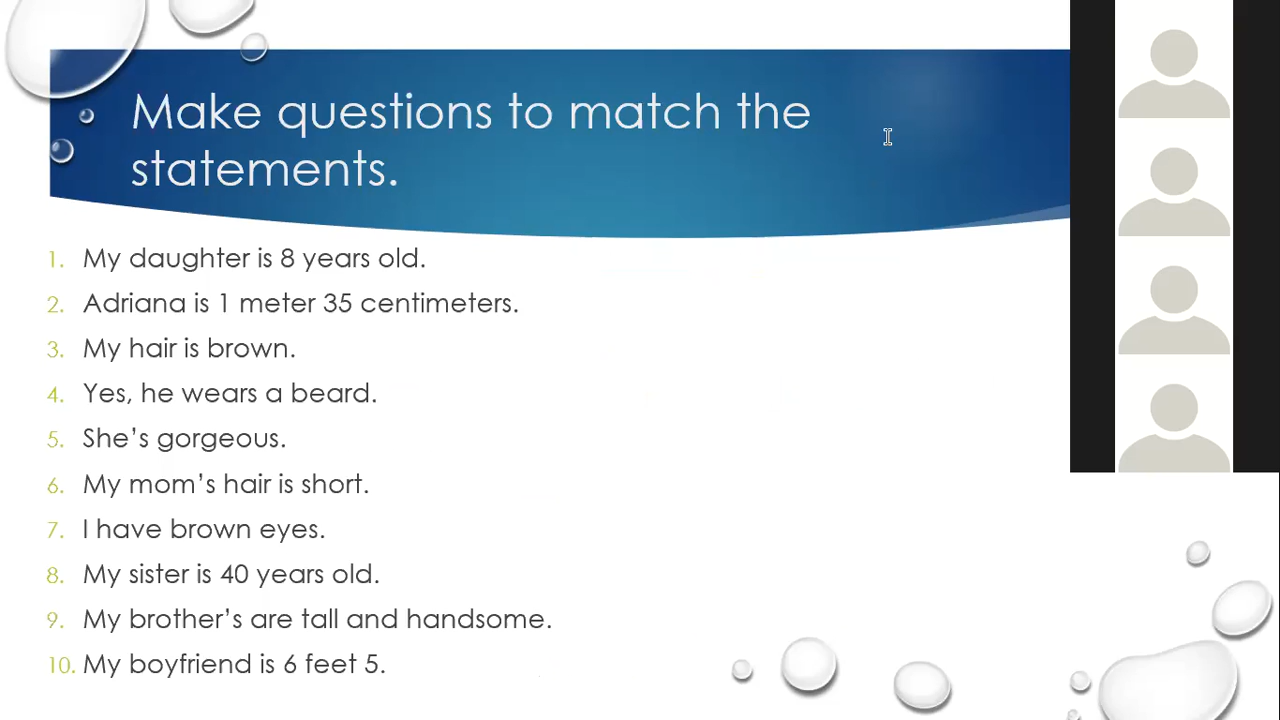 Make questions to match the
statements.
1. My daughter is 8 years old.
2. Adriana is 1 meter 35 centimeters.
3. My hair is brown.
4. Yes, he wears a beard.
5. She’s gorgeous.
6. My mom’s hair is short.
7. I have brown eyes.
8. My sister is 40 years old.
9. My brother’s are tall and handsome.
10. My boyfriend is 6 feet 5.